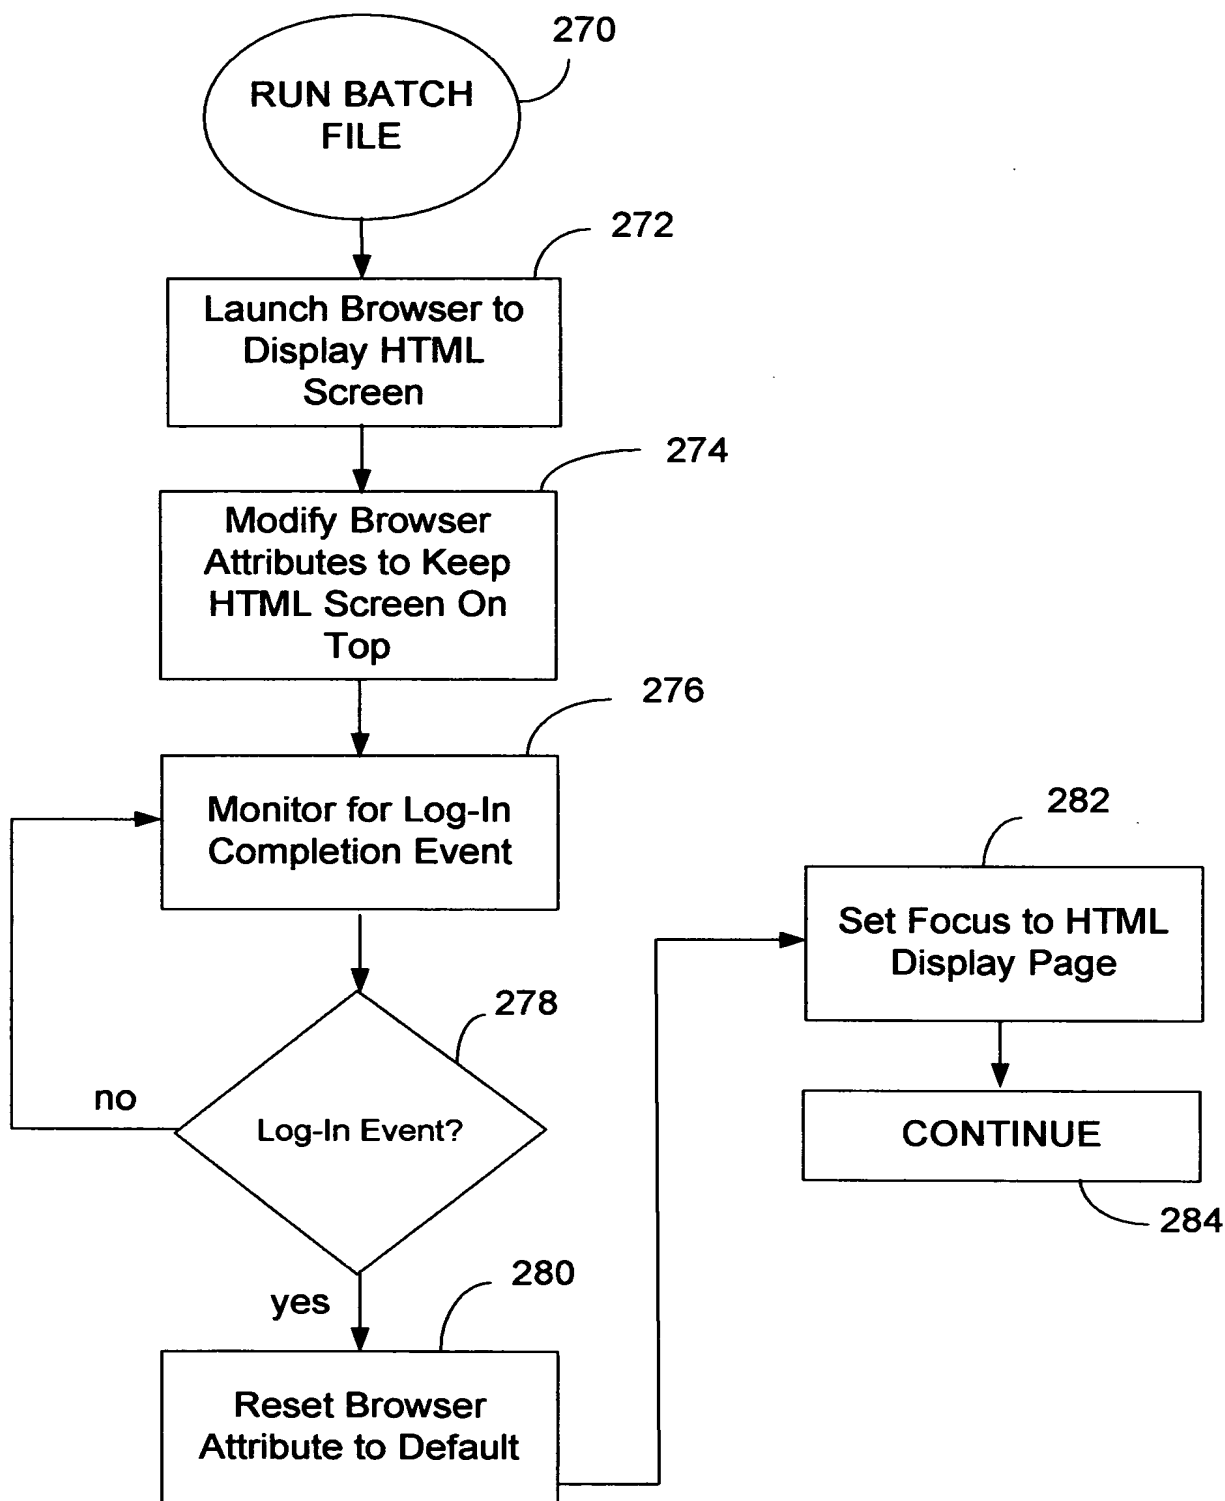 270
RUN BATCH
FILE
272
Launch Browser to
Display HTML
Screen
274
Modify Browser
Attributes to Keep
HTML Screen On
Top
276
Monitor for Log-In
Completion Event
278
no
Log-In Event?
yes
280
Reset Browser
Attribute to Default
282
Set Focus to HTML
Display Page
CONTINUE
284